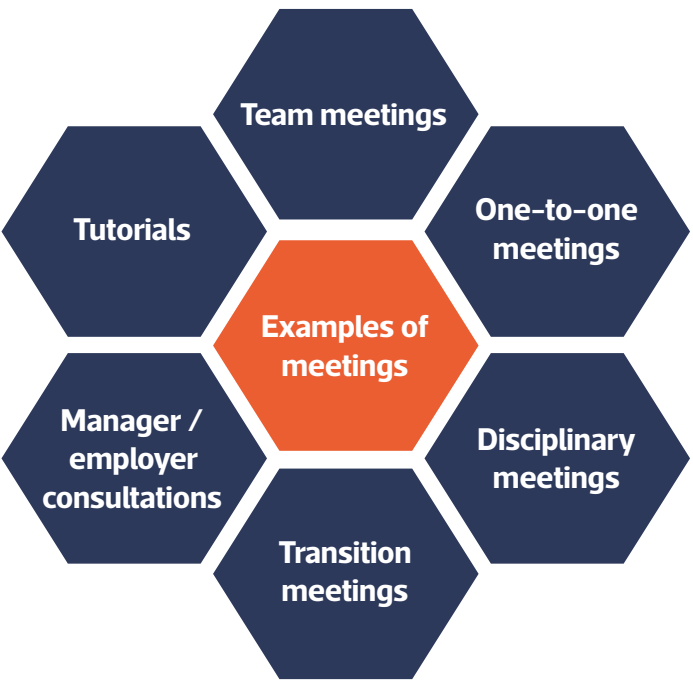 Team meetings
One-to-one
meetings
Tutorials
Examples of
meetings
Manager /
employer
consultations
Disciplinary
meetings
Transition
meetings